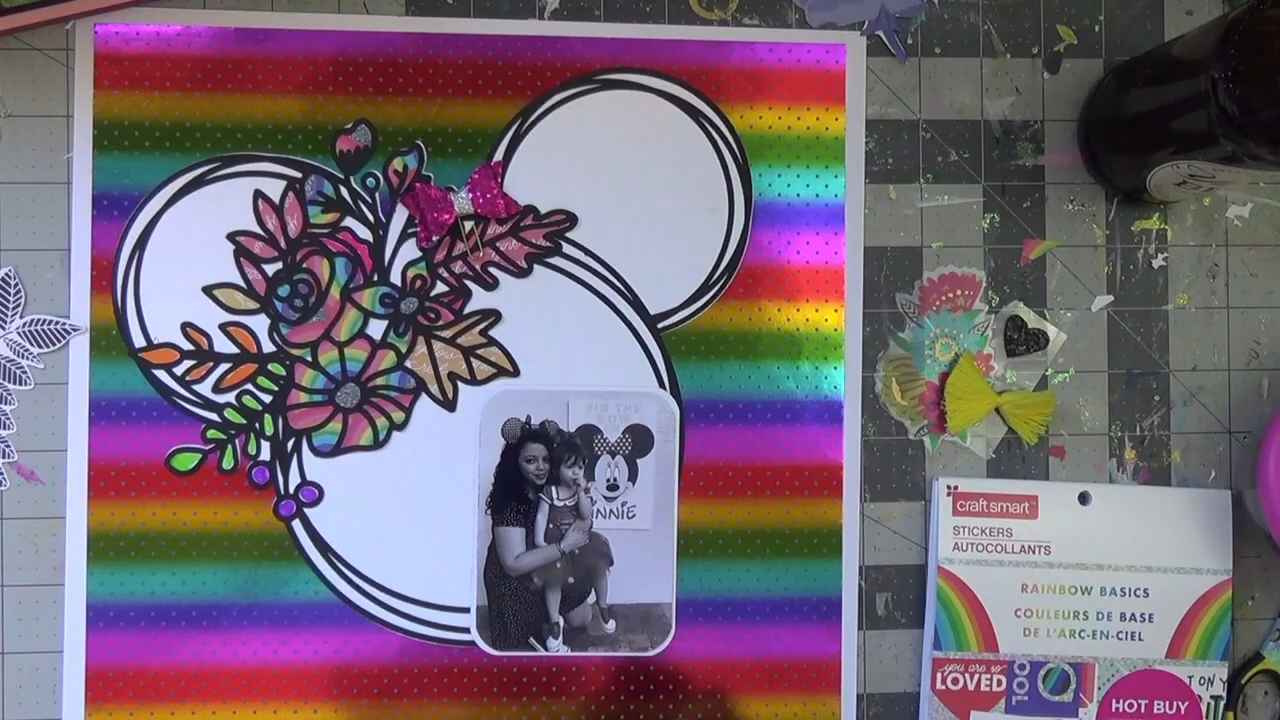 PIN THE
BOW
INNIE
craft smart
STICKERS
AUTOCOLLANTS
RAINBOW BASICS
COULEURS DE BASE
DE L'ARC-EN-CIEL
you are so
LOVED
HOT BUY